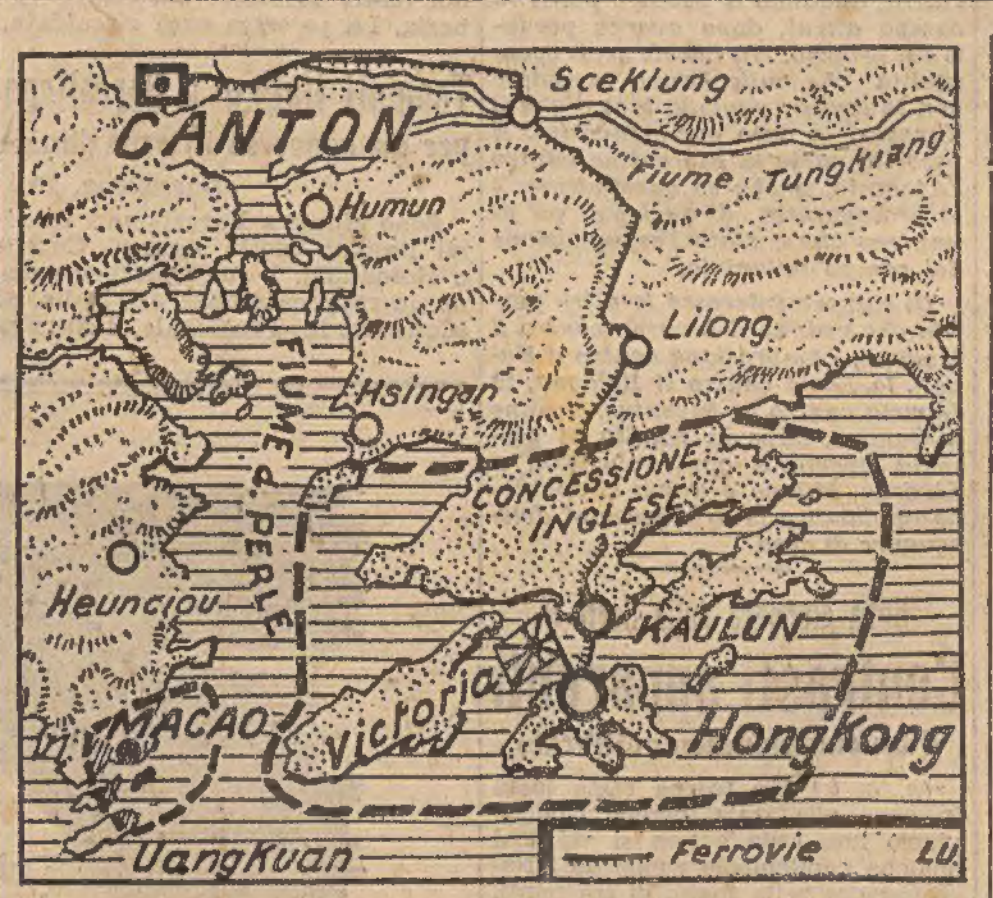 SceKlung
CANTON
Fiume TungKiang
Humun
Lilong
FIUME d. PERLE
Hsingan
CONCESSIONE
INGLESE
Heunciou
KAULUN
Victoria
MACAO
HongKong
UangKuan
Ferrovie
LU.